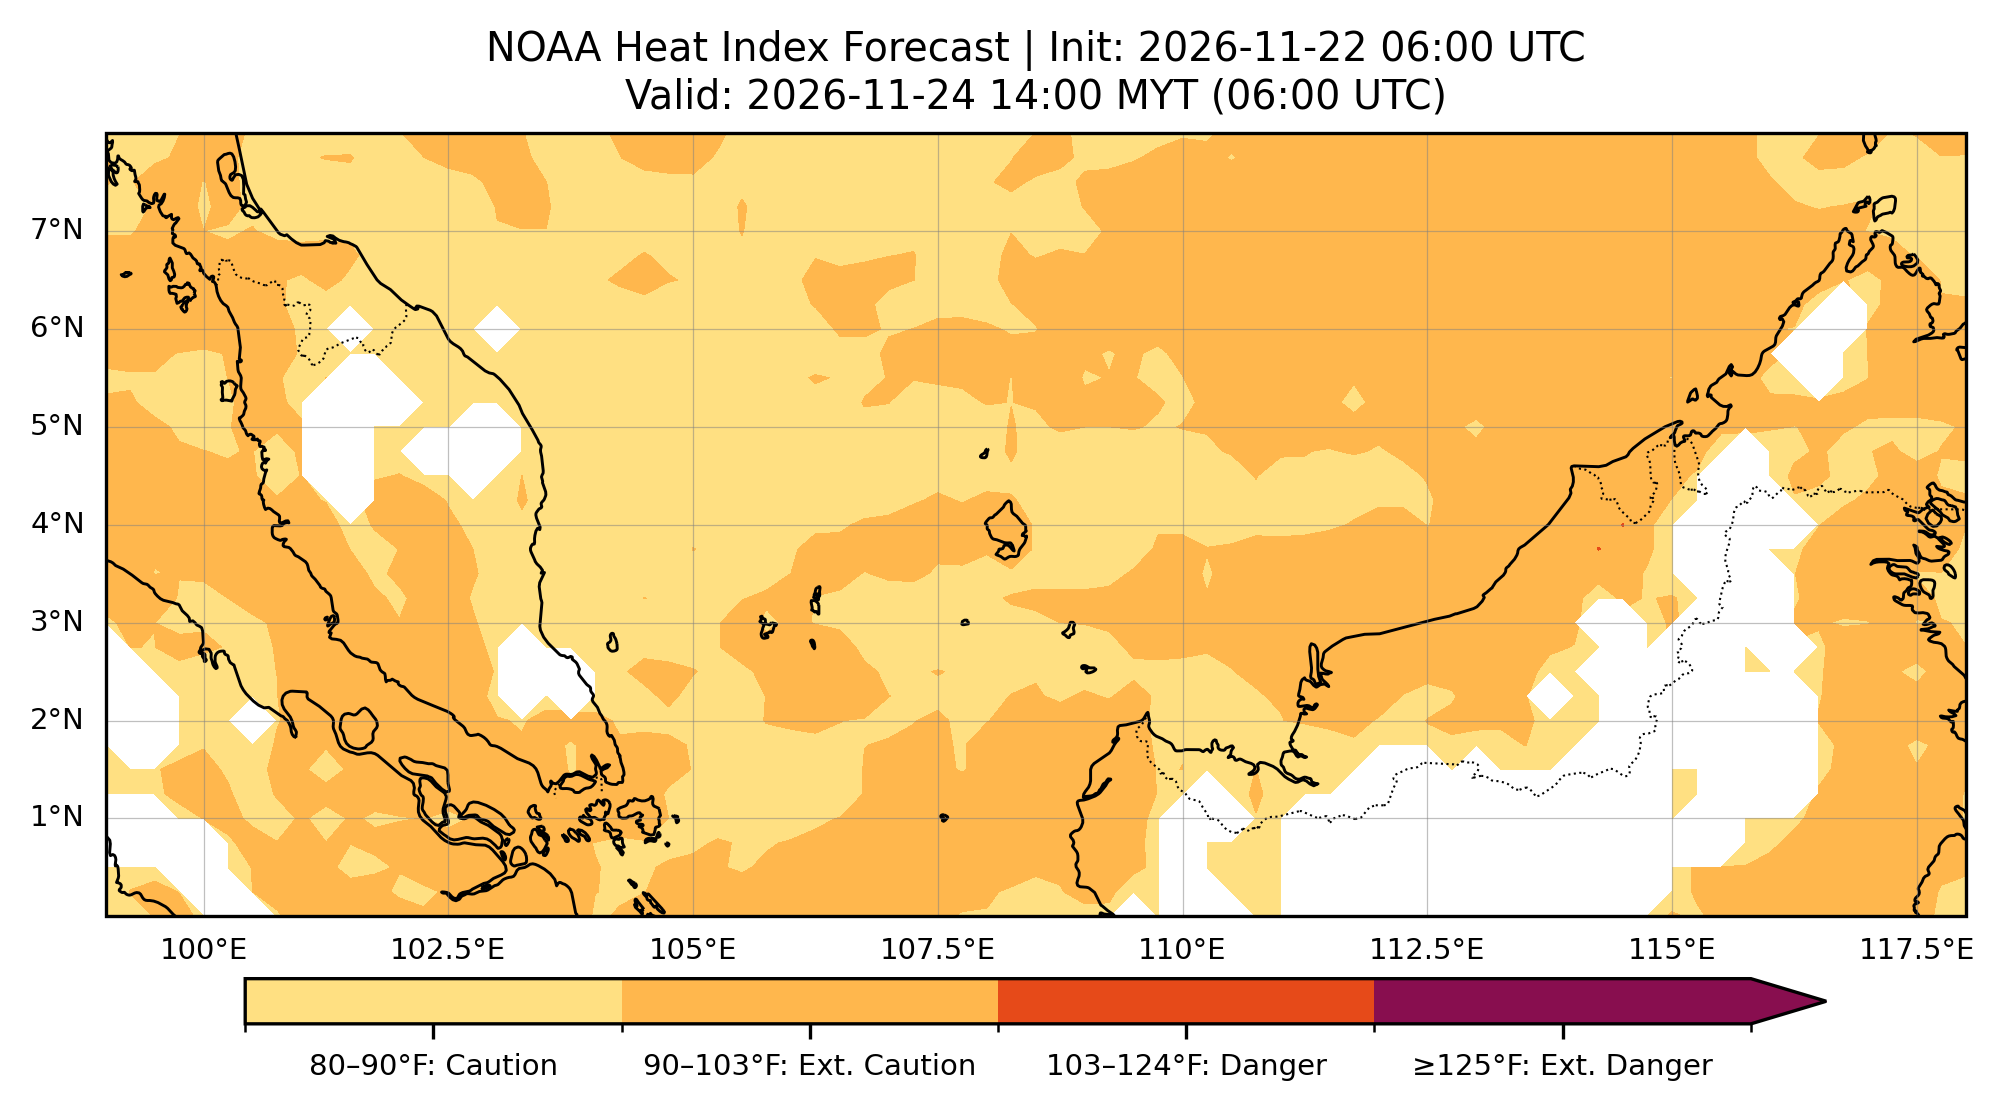 NOAA Heat Index Forecast | Init: 2026-11-22 06:00 UTC
Valid: 2026-11-24 14:00 MYT (06:00 UTC)
7°N
6°N
5°N
4°N
3°N
2°N
1°N
100°E 102.5°E 105°E 107.5°E 110°E 112.5°E 115°E 117.5°E
80–90°F: Caution 90–103°F: Ext. Caution 103–124°F: Danger ≥125°F: Ext. Danger